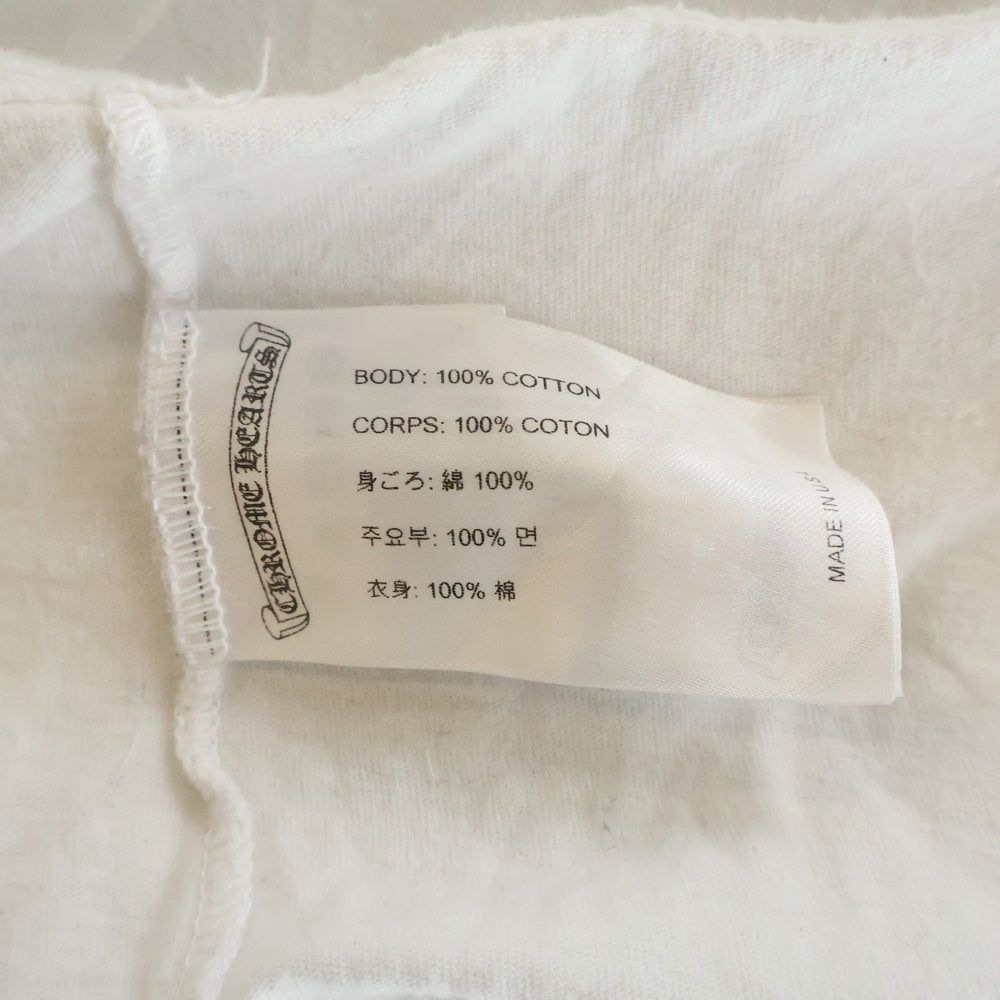 CHROME HEARTS
BODY: 100% COTTON
CORPS: 100% COTON
身ごろ: 綿 100%
주요부: 100% 면
衣身: 100% 棉
MADE IN USA